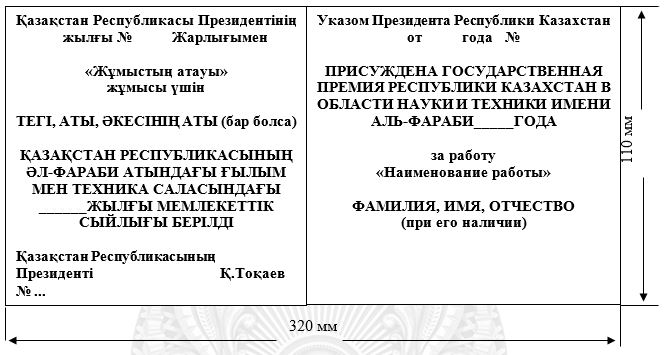 Қазақстан Республикасы Президентінің
жылғы № Жарлығымен
«Жұмыстың атауы»
жұмысы үшін
ТЕГІ, АТЫ, ӘКЕСІНІҢ АТЫ (бар болса)
ҚАЗАҚСТАН РЕСПУБЛИКАСЫНЫҢ
ӘЛ-ФАРАБИ АТЫНДАҒЫ ҒЫЛЫМ
МЕН ТЕХНИКА САЛАСЫНДАҒЫ
______ЖЫЛҒЫ МЕМЛЕКЕТТІК
СЫЙЛЫҒЫ БЕРІЛДІ
Қазақстан Республикасының
Президенті Қ.Тоқаев
№ ...
Указом Президента Республики Казахстан
от года №
ПРИСУЖДЕНА ГОСУДАРСТВЕННАЯ
ПРЕМИЯ РЕСПУБЛИКИ КАЗАХСТАН В
ОБЛАСТИ НАУКИ И ТЕХНИКИ ИМЕНИ
АЛЬ-ФАРАБИ_____ГОДА
за работу
«Наименование работы»
ФАМИЛИЯ, ИМЯ, ОТЧЕСТВО
(при его наличии)
110 мм
320 мм